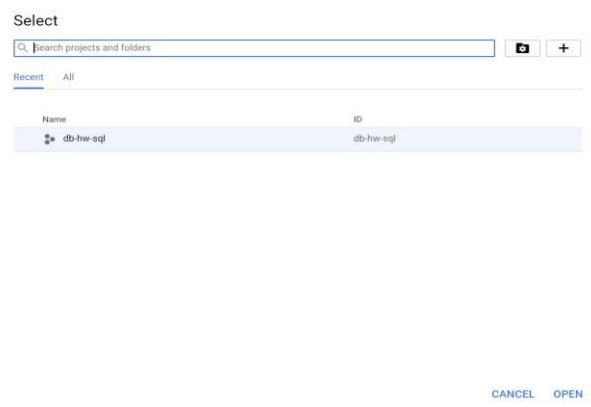 Select
Search projects and folders
Recent All
Name ID
db-hw-sql db-hw-sql
CANCEL OPEN